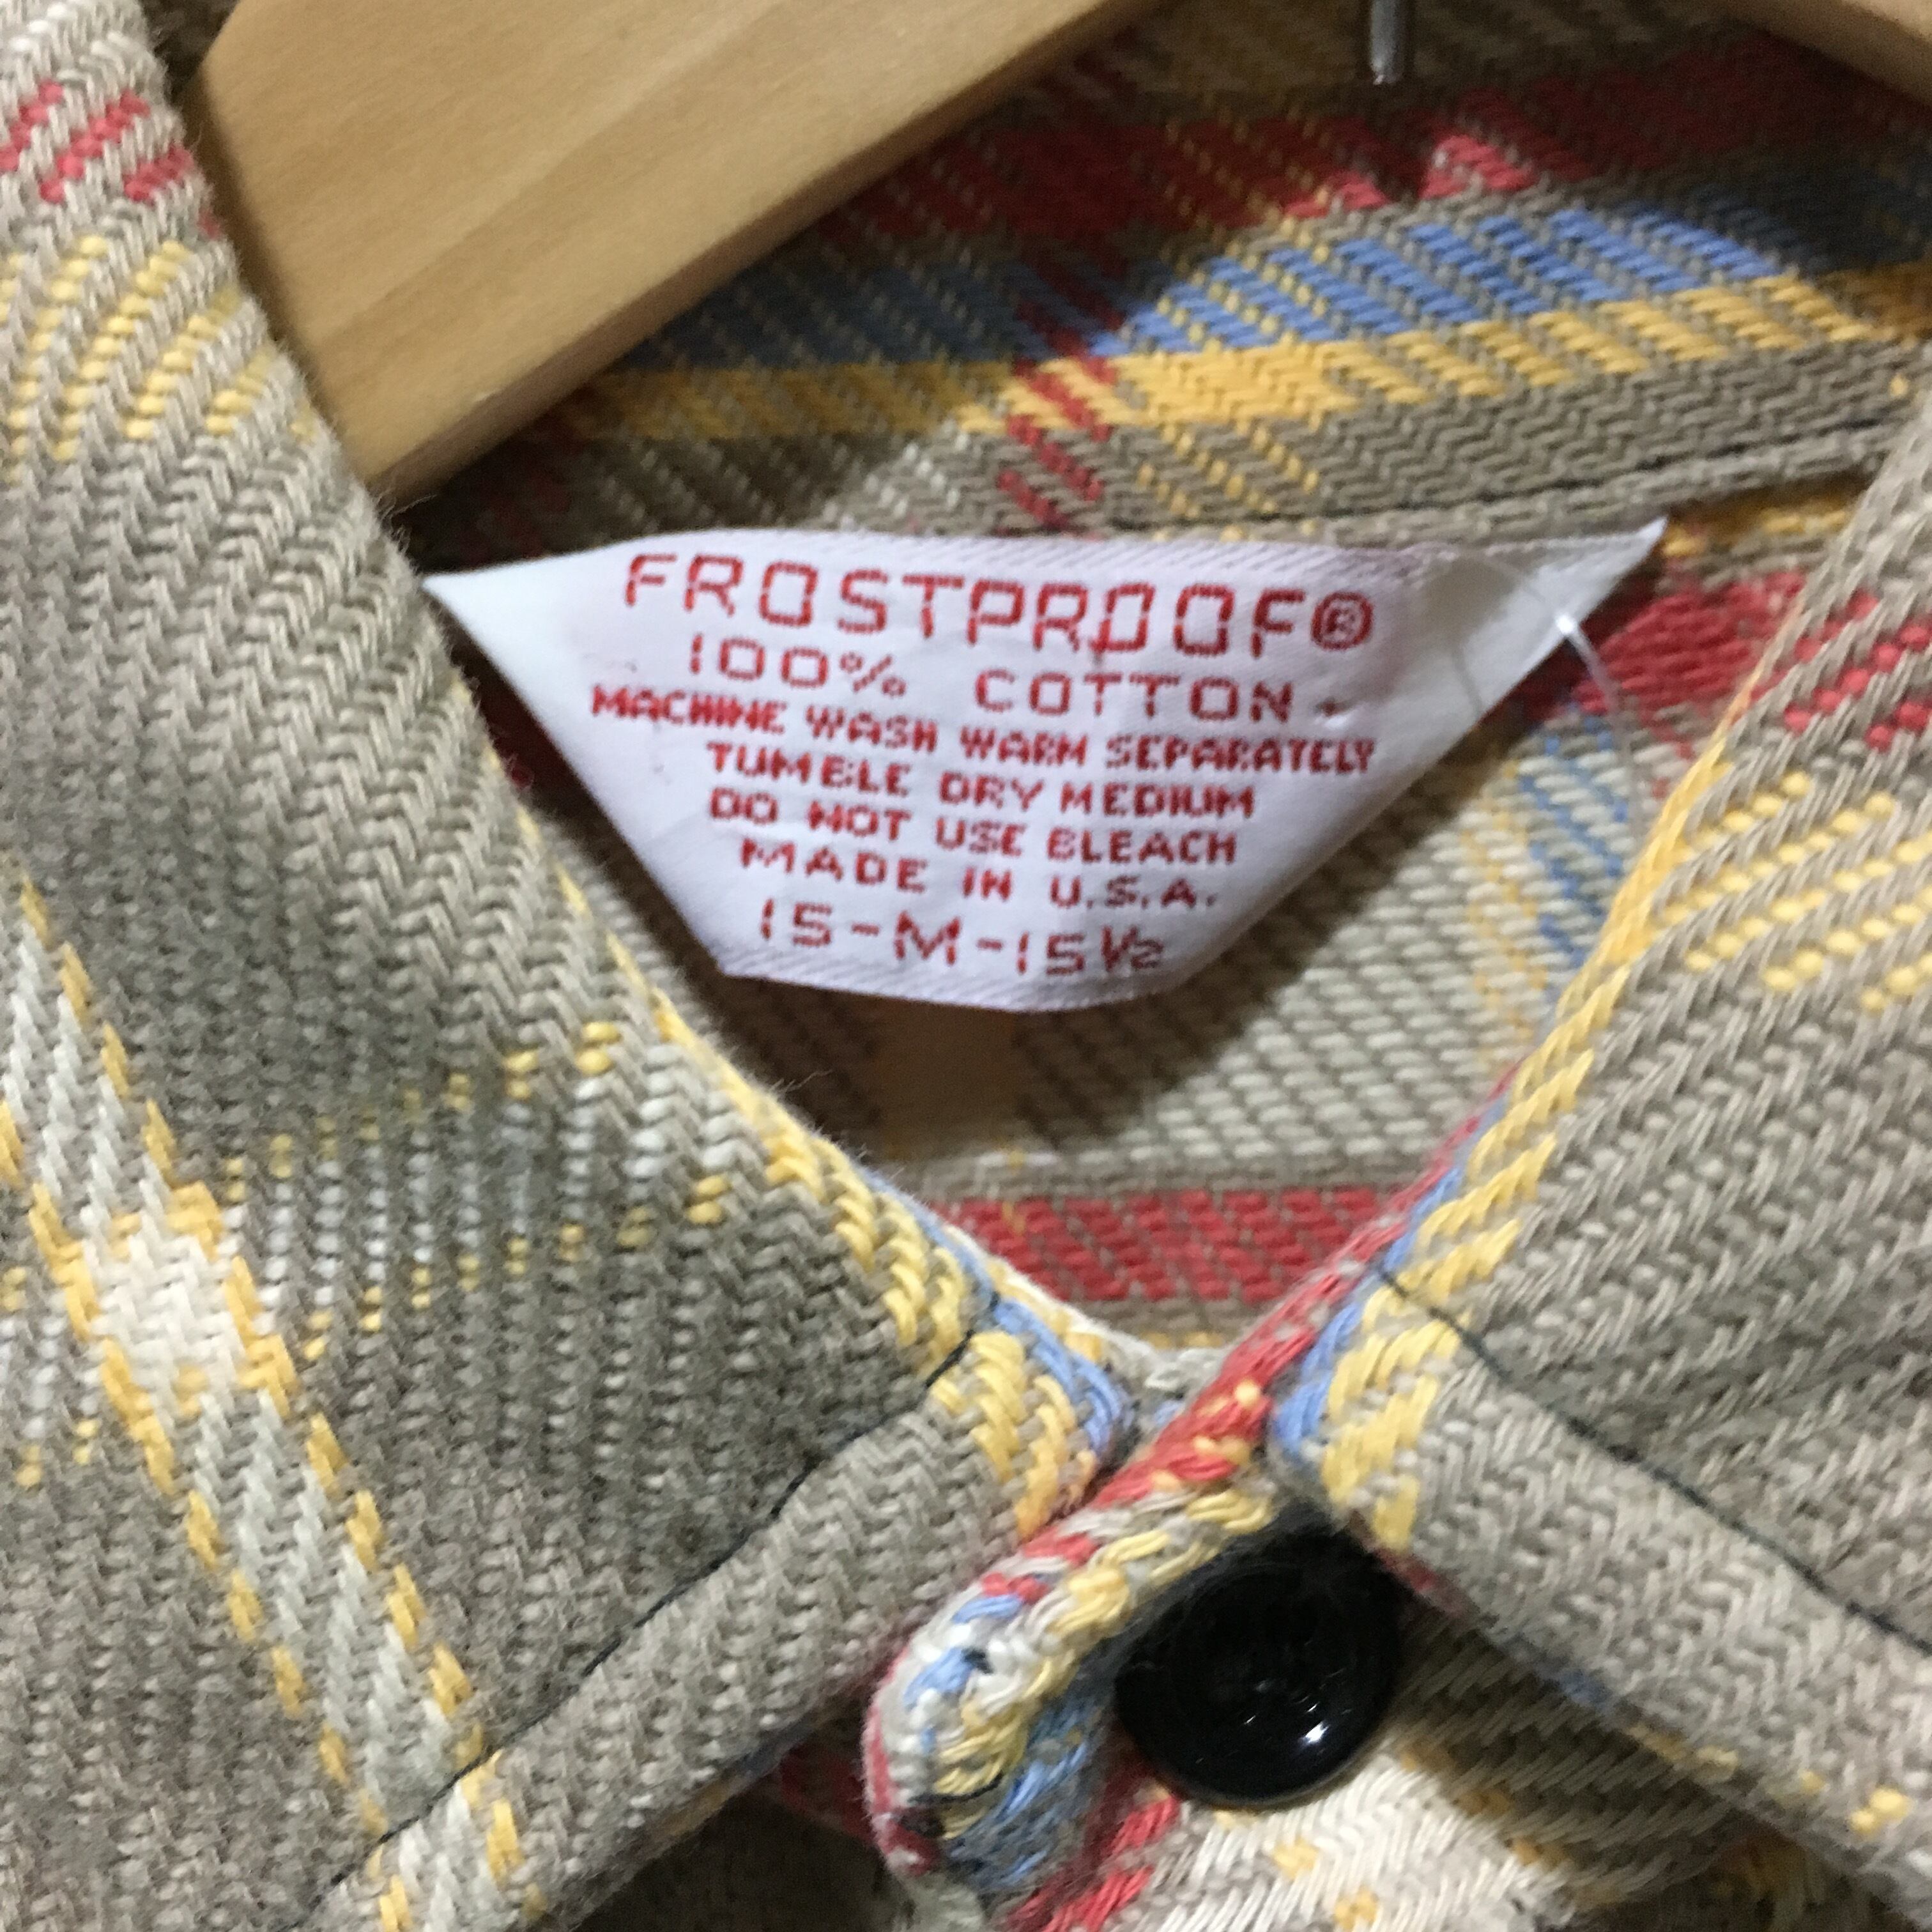 FROSTPROOF®
100% COTTON
MACHINE WASH WARM SEPARATELY
TUMBLE DRY MEDIUM
DO NOT USE BLEACH
MADE IN U.S.A.
15-M-15½